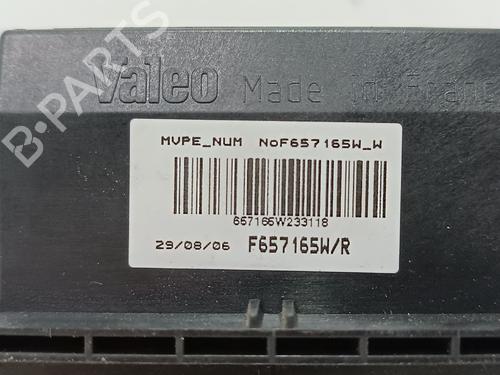 B-PARTS
Valeo Made in France
MVPE_NUM NoF657165W_W
657165W233118
29/08/06 F657165W/R